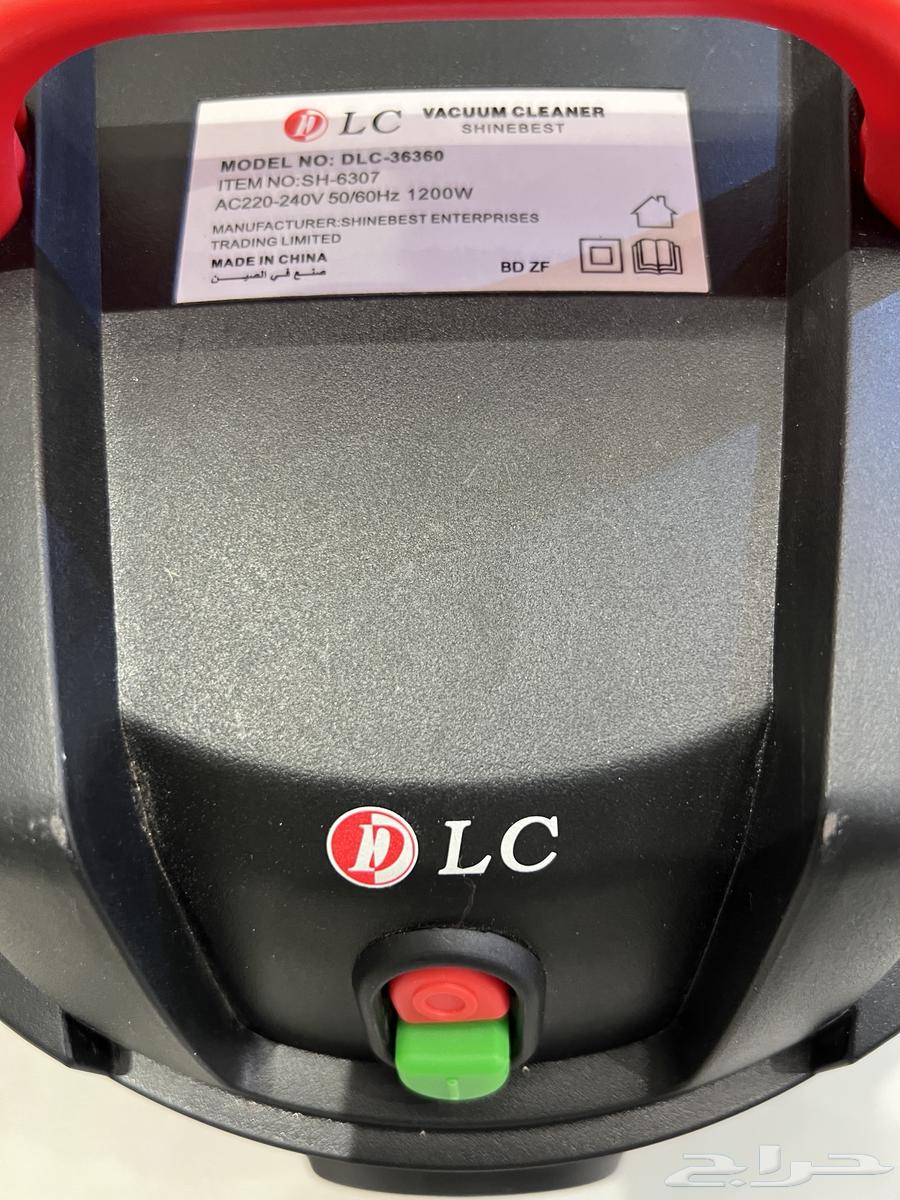 DLC VACUUM CLEANER
SHINEBEST
MODEL NO: DLC-36360
ITEM NO:SH-6307
AC220-240V 50/60Hz 1200W
MANUFACTURER:SHINEBEST ENTERPRISES
TRADING LIMITED
MADE IN CHINA
صنع في الصين
BD ZF
DLC
حراج